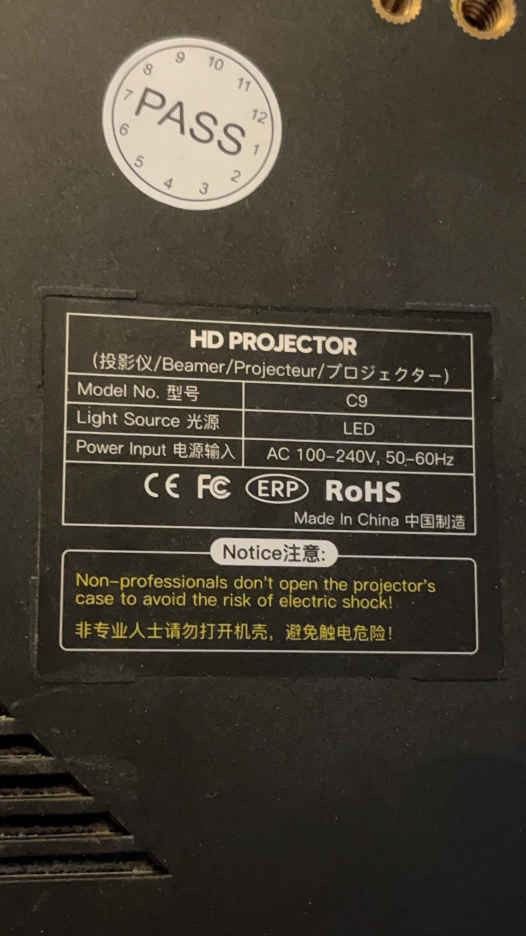 PASS
1 2 3 4 5 6 7 8 9 10 11 12
HD PROJECTOR
(投影仪/Beamer/Projecteur/プロジェクター)
Model No. 型号 C9
Light Source 光源 LED
Power Input 电源输入 AC 100-240V, 50-60Hz
CE FC ERP RoHS
Made In China 中国制造
Notice注意:
Non-professionals don't open the projector's
case to avoid the risk of electric shock!
非专业人士请勿打开机壳，避免触电危险！